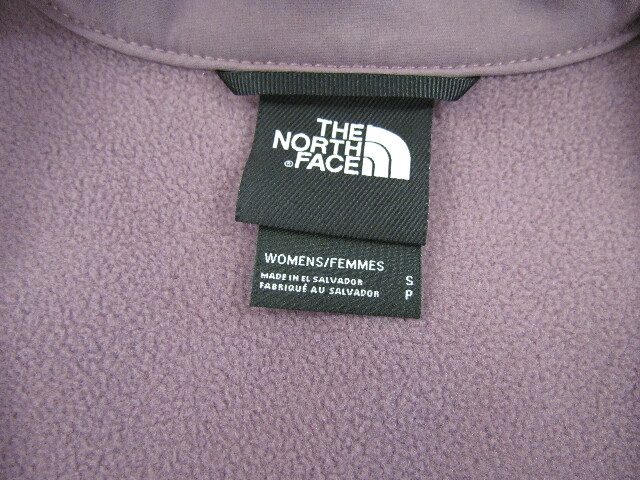 THE
NORTH
® FACE
WOMENS/FEMMES
MADE IN EL SALVADOR
FABRIQUÉ AU SALVADOR
S
P